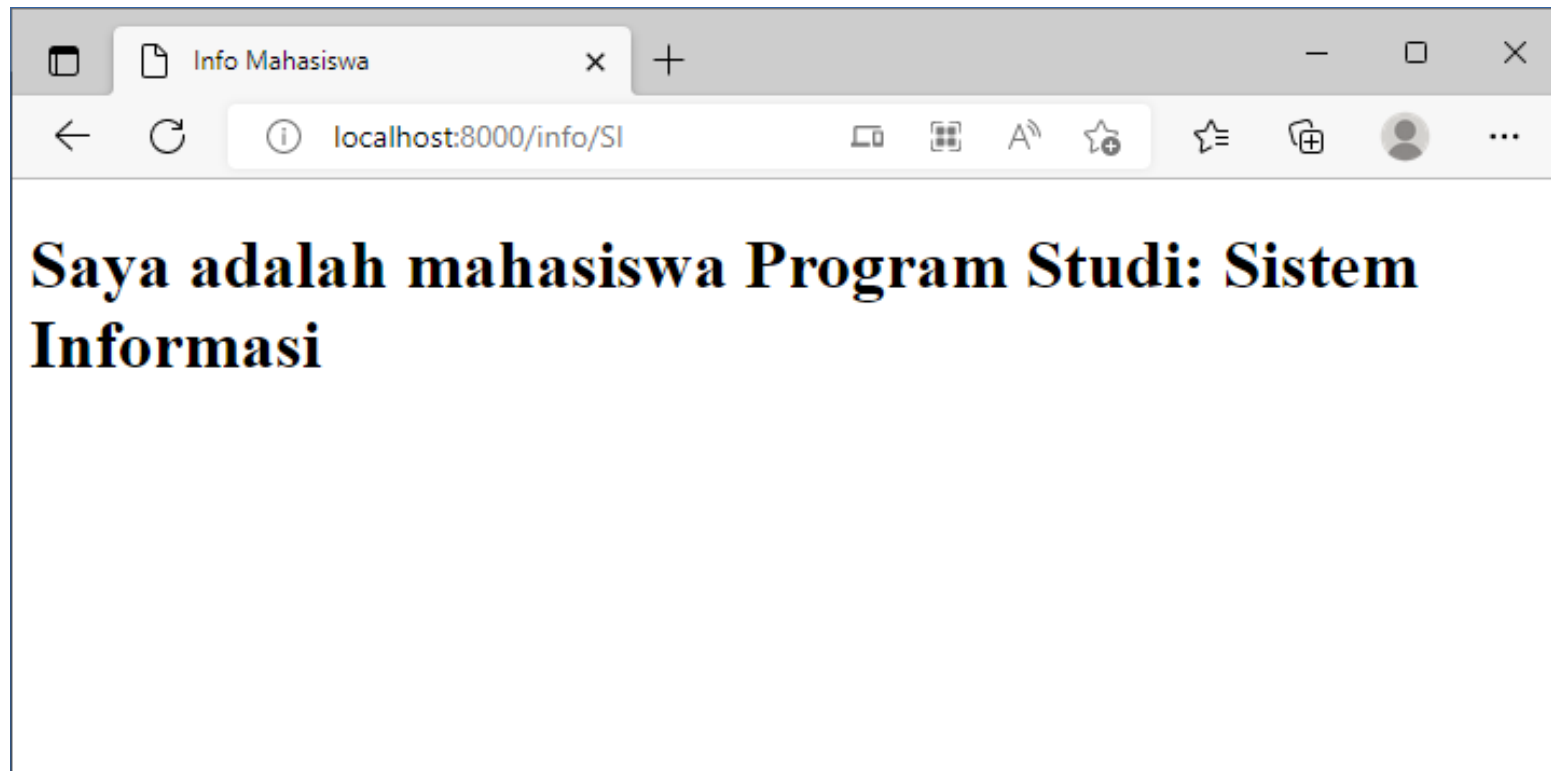 Info Mahasiswa
localhost:8000/info/SI
Saya adalah mahasiswa Program Studi: Sistem
Informasi